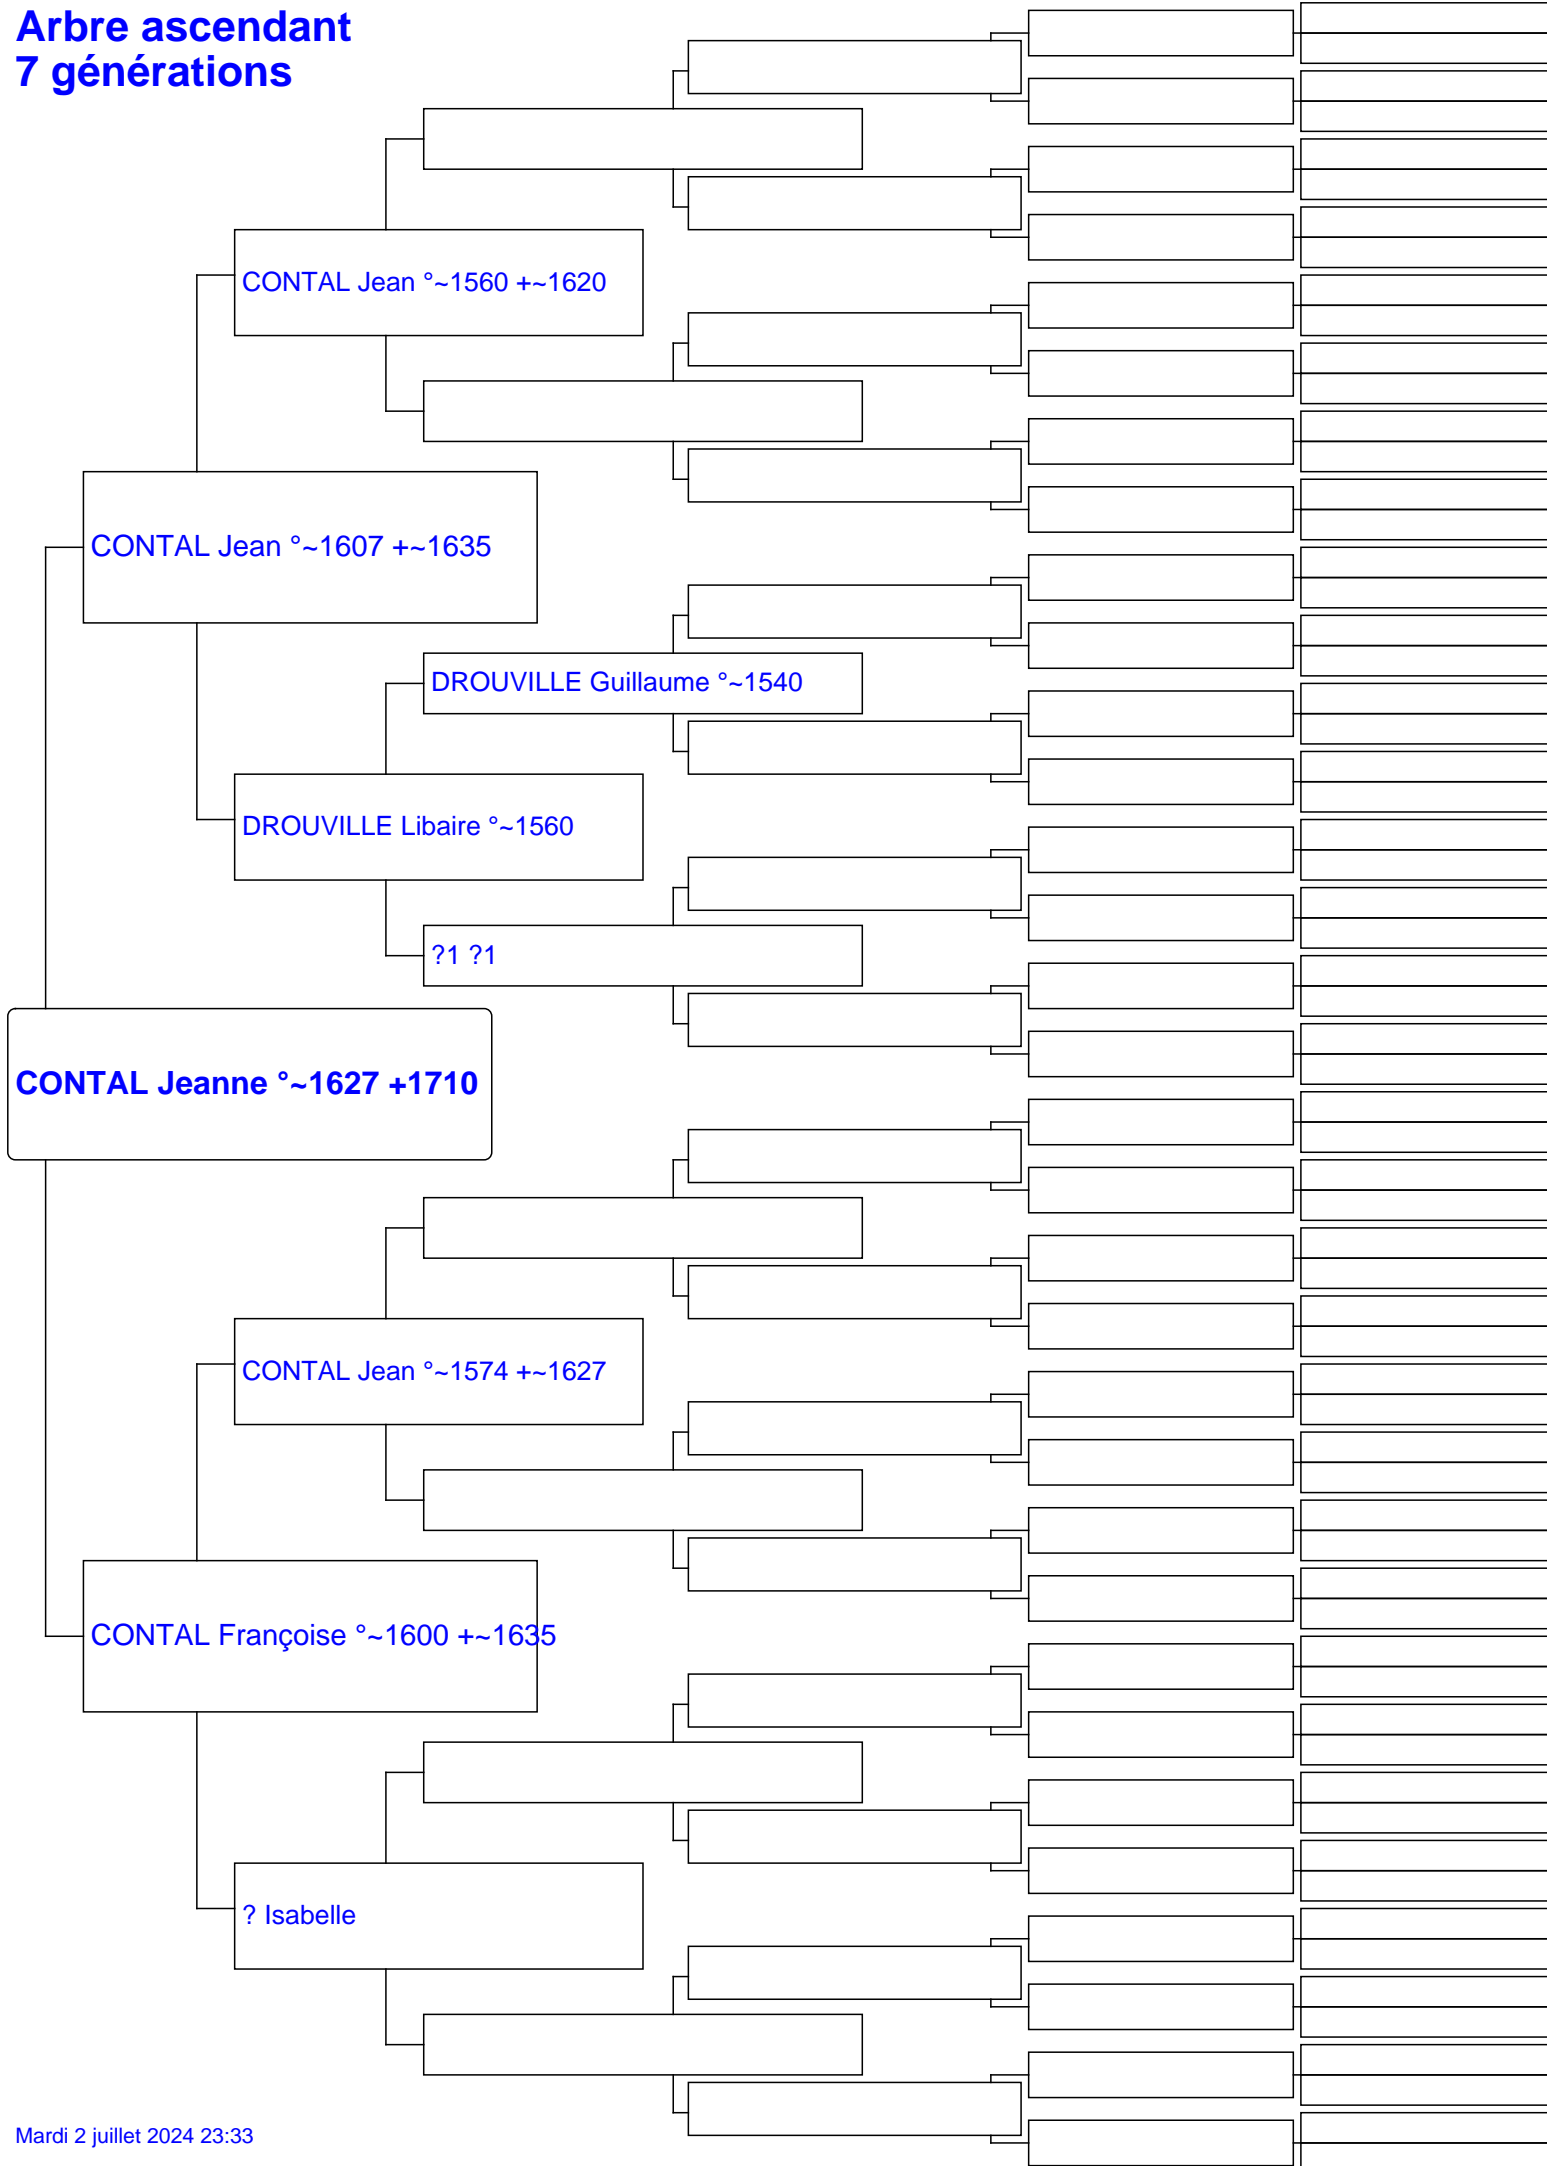 Arbre ascendant
7 générations
CONTAL Jean °~1560 +~1620
CONTAL Jean °~1607 +~1635
DROUVILLE Guillaume °~1540
DROUVILLE Libaire °~1560
?1 ?1
CONTAL Jeanne °~1627 +1710
CONTAL Jean °~1574 +~1627
CONTAL Françoise °~1600 +~1635
? Isabelle
Mardi 2 juillet 2024 23:33